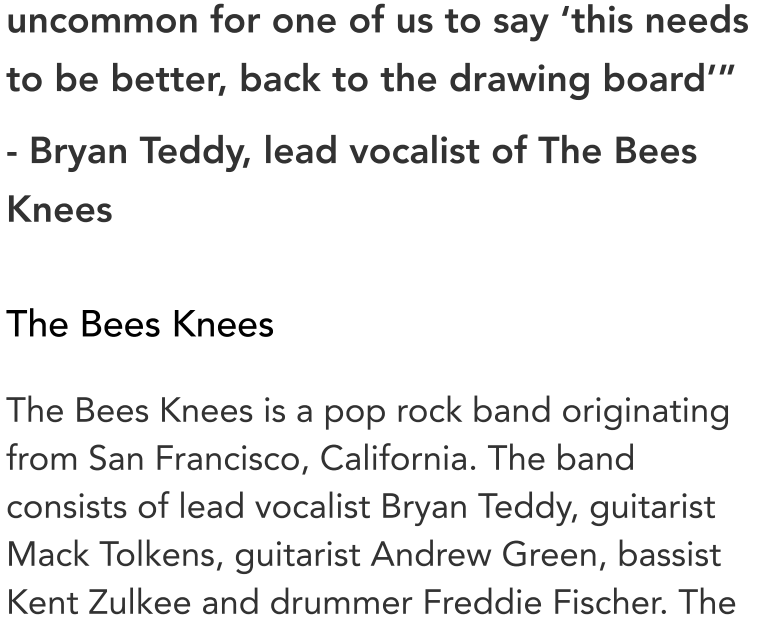 uncommon for one of us to say ‘this needs
to be better, back to the drawing board’”
- Bryan Teddy, lead vocalist of The Bees
Knees
The Bees Knees
The Bees Knees is a pop rock band originating
from San Francisco, California. The band
consists of lead vocalist Bryan Teddy, guitarist
Mack Tolkens, guitarist Andrew Green, bassist
Kent Zulkee and drummer Freddie Fischer. The